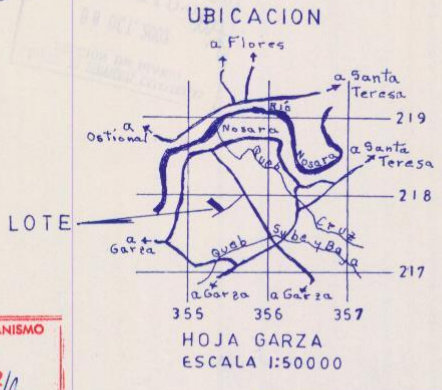 UBICACION
a Flores
a Santa
Teresa
Río
219
a
Ostional
Nosara
Nosara
a Santa
Teresa
Queb
218
LOTE
Cruz
a
Garza
Queb
Sube y Baja
217
a Garza
a Garza
355
356
357
HOJA GARZA
ESCALA 1:50000
ANISMO